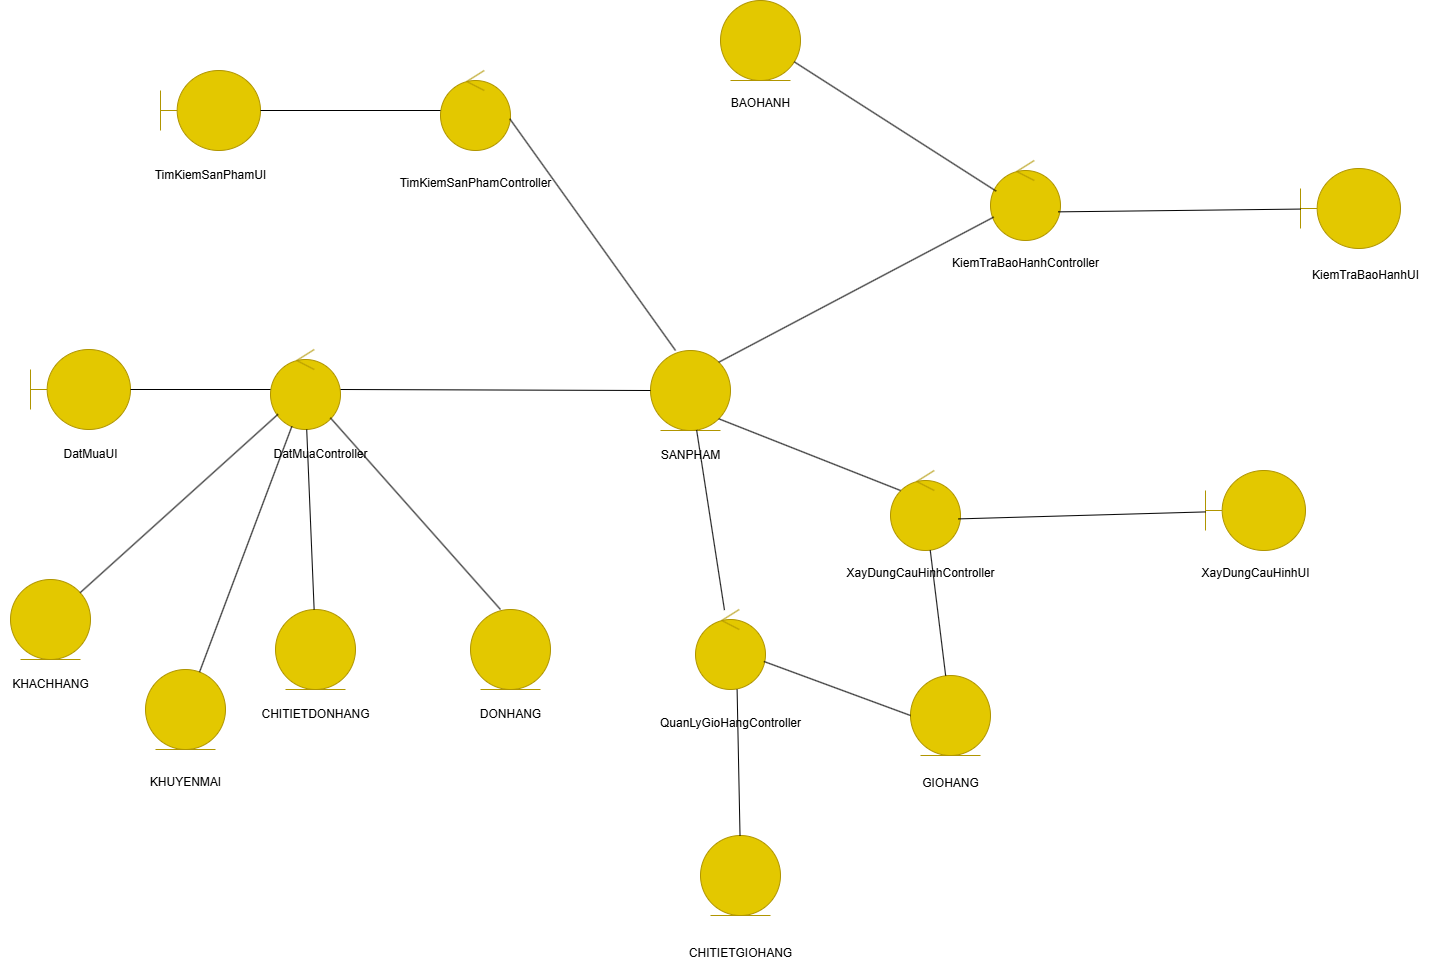 BAOHANH
TimKiemSanPhamUI
TimKiemSanPhamController
KiemTraBaoHanhController
KiemTraBaoHanhUI
DatMuaUI
DatMuaController
SANPHAM
XayDungCauHinhController
XayDungCauHinhUI
KHACHHANG
CHITIETDONHANG
DONHANG
QuanLyGioHangController
KHUYENMAI
GIOHANG
CHITIETGIOHANG